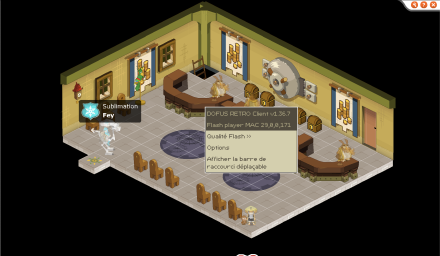 Sublimation
Fey
DOFUS RETRO Client v1.35.7
Flash player MAC 29,0,0,171
Qualité Flash »
Options
Afficher la barre de
raccourci déplaçable